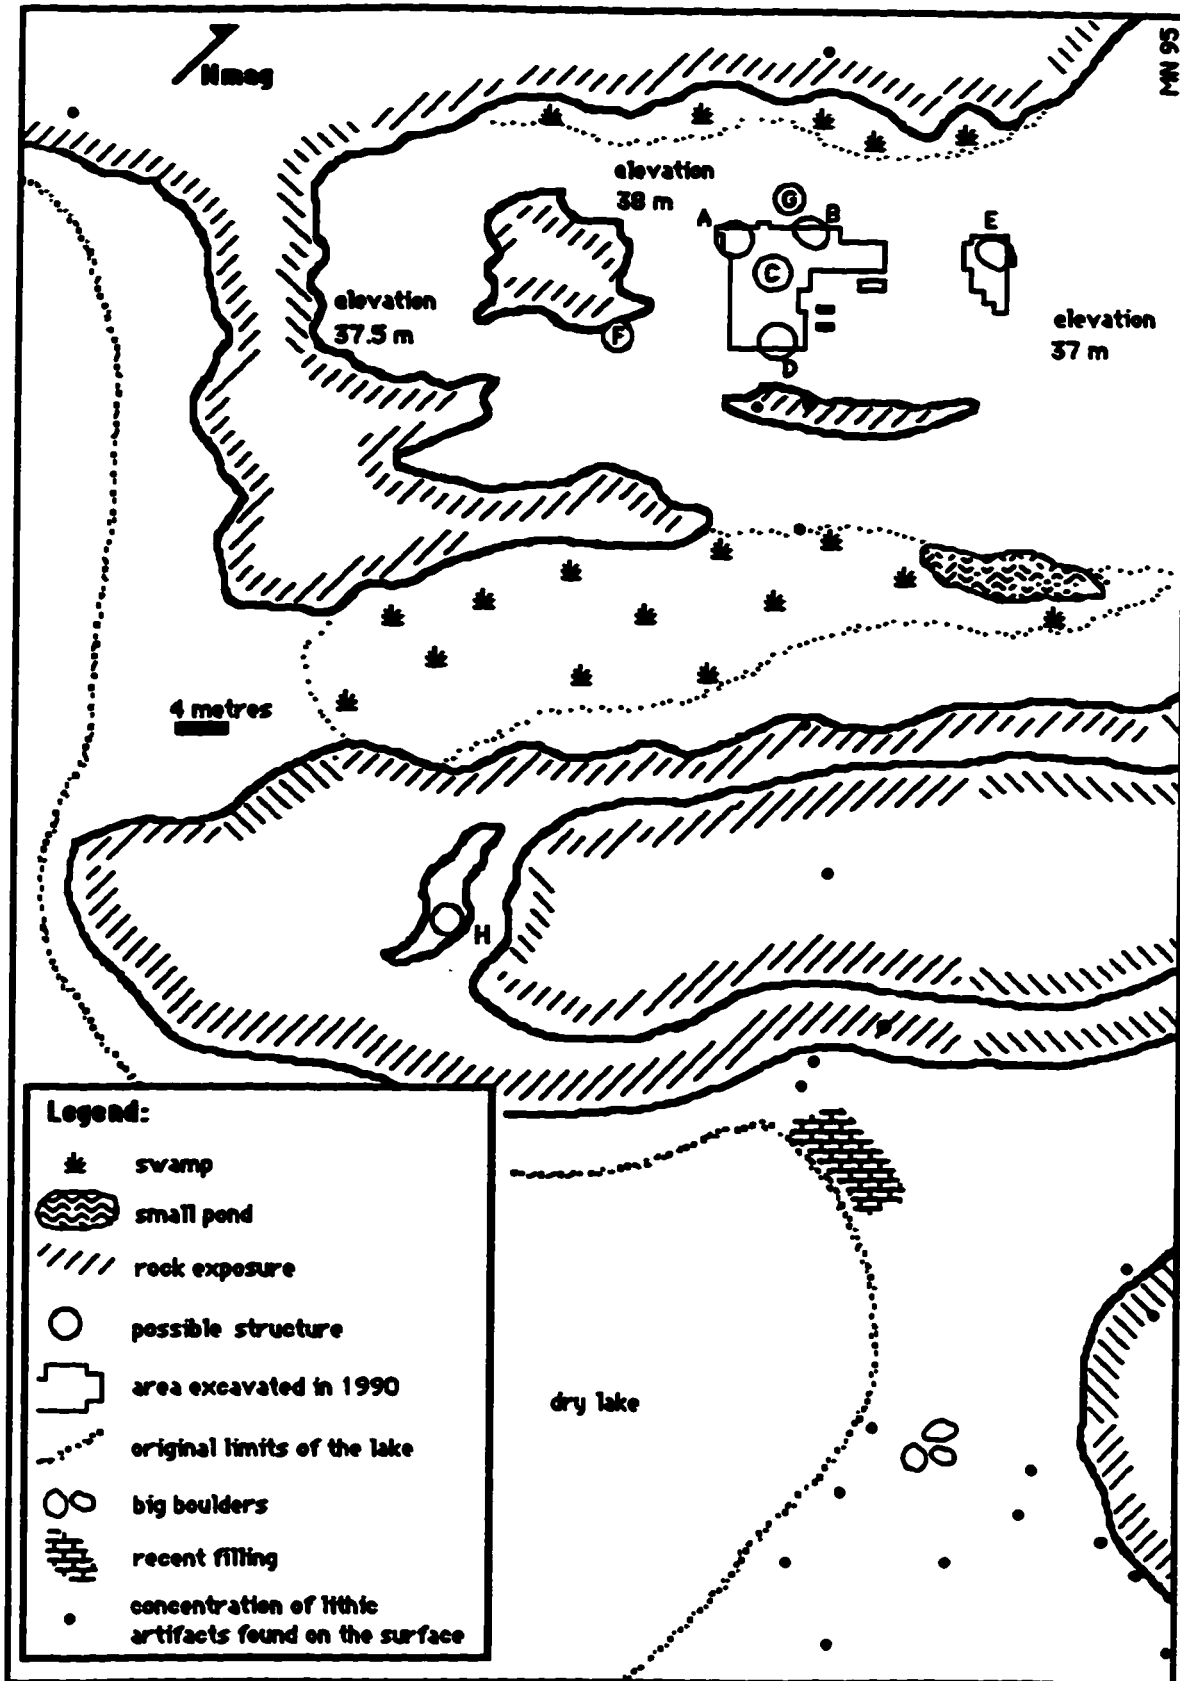 MN 95
Nmag
elevation
38 m
G
A
B
E
C
elevation
37.5 m
F
elevation
37 m
D
4 metres
H
Legend:
swamp
small pond
rock exposure
possible structure
area excavated in 1990
original limits of the lake
big boulders
recent filling
concentration of lithic
artifacts found on the surface
dry lake